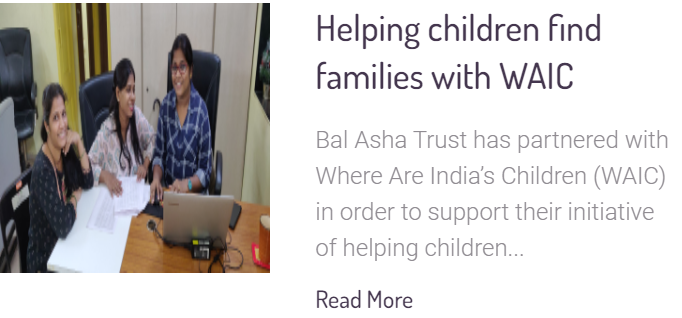 Helping children find
families with WAIC
Bal Asha Trust has partnered with
Where Are India's Children (WAIC)
in order to support their initiative
of helping children...
Read More